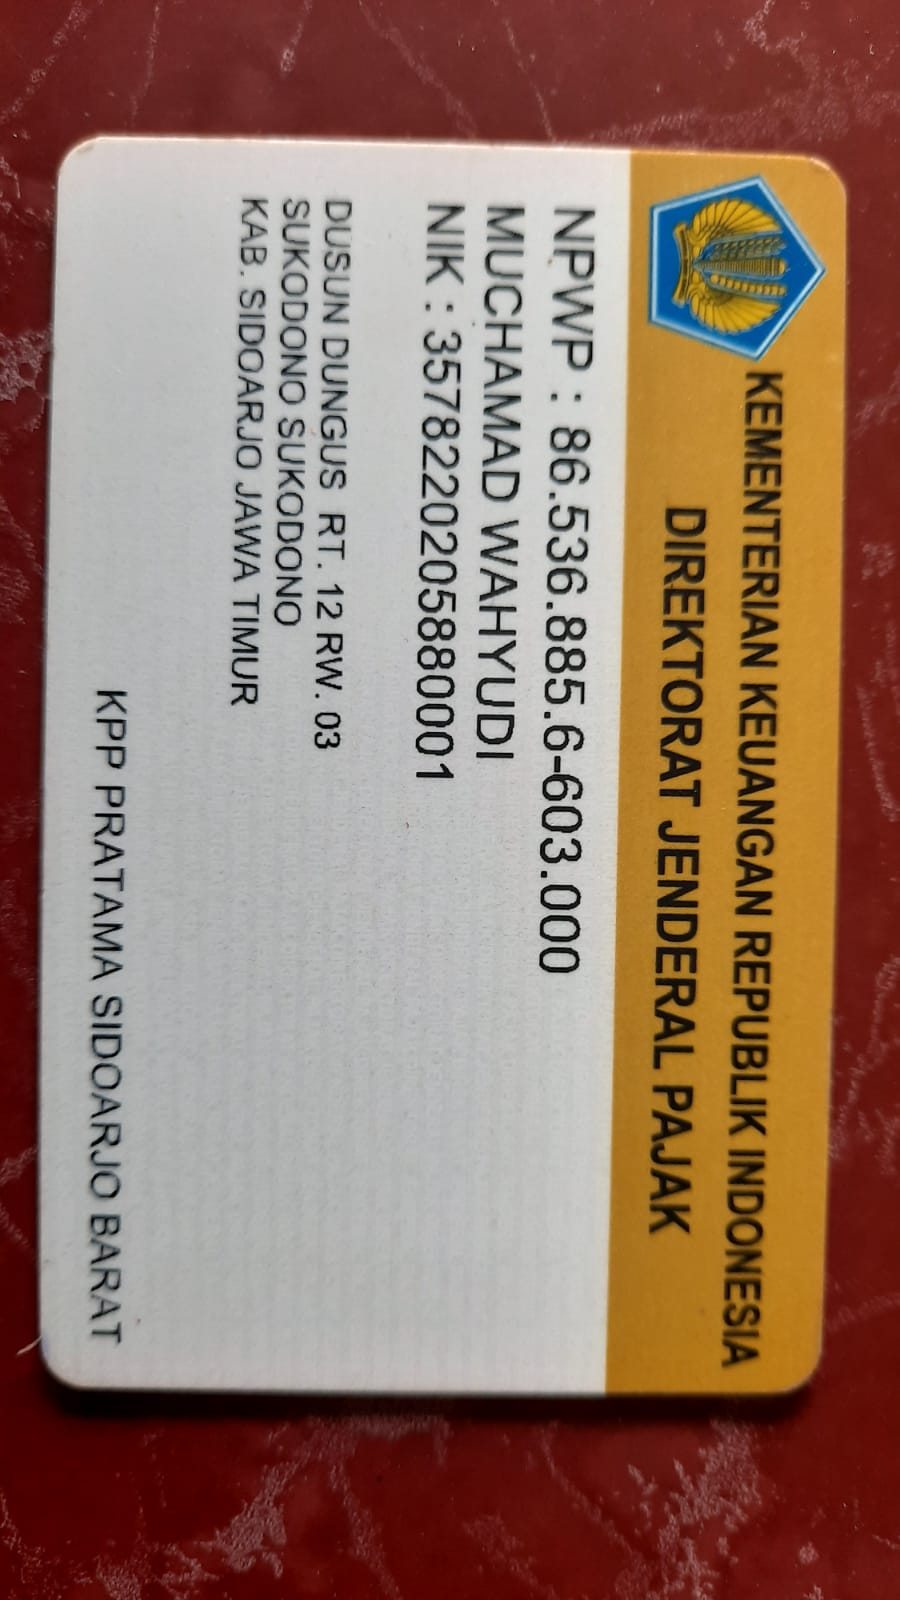 KEMENTERIAN KEUANGAN REPUBLIK INDONESIA
DIREKTORAT JENDERAL PAJAK
NPWP : 86.536.885.6-603.000
MUCHAMAD WAHYUDI
NIK : 3578220205880001
DUSUN DUNGUS RT. 12 RW. 03
SUKODONO SUKODONO
KAB. SIDOARJO JAWA TIMUR
KPP PRATAMA SIDOARJO BARAT